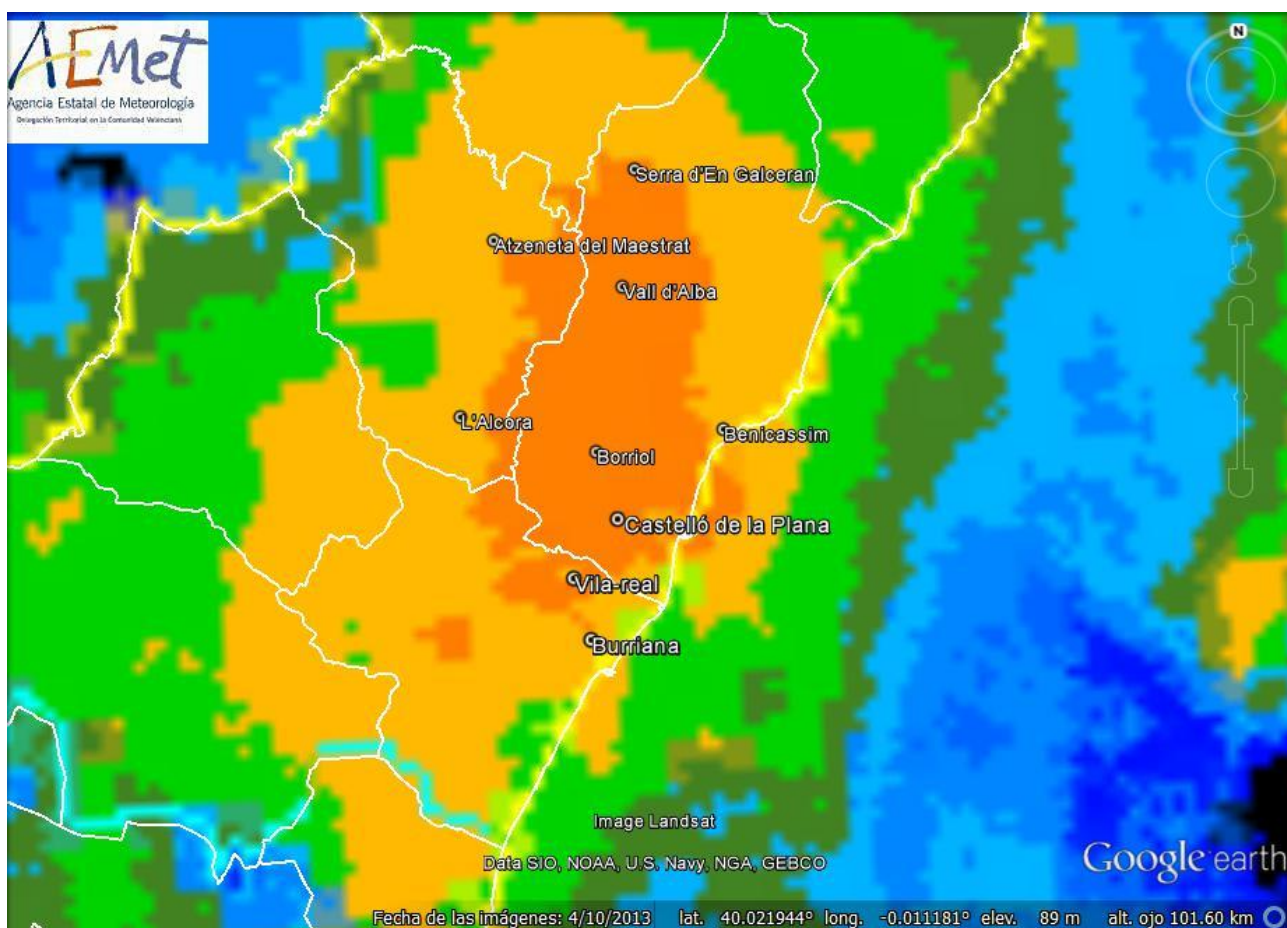 AEMet
Agencia Estatal de Meteorología
Delegación Territorial en la Comunidad Valenciana
N
Serra d'En Galceran
Atzeneta del Maestrat
Vall d'Alba
L'Alcora
Benicassim
Borriol
Castelló de la Plana
Vila-real
Burriana
Image Landsat
Data SIO, NOAA, U.S. Navy, NGA, GEBCO
Google earth
Fecha de las imágenes: 4/10/2013 lat. 40.021944° long. -0.011181° elev. 89 m alt. ojo 101.60 km